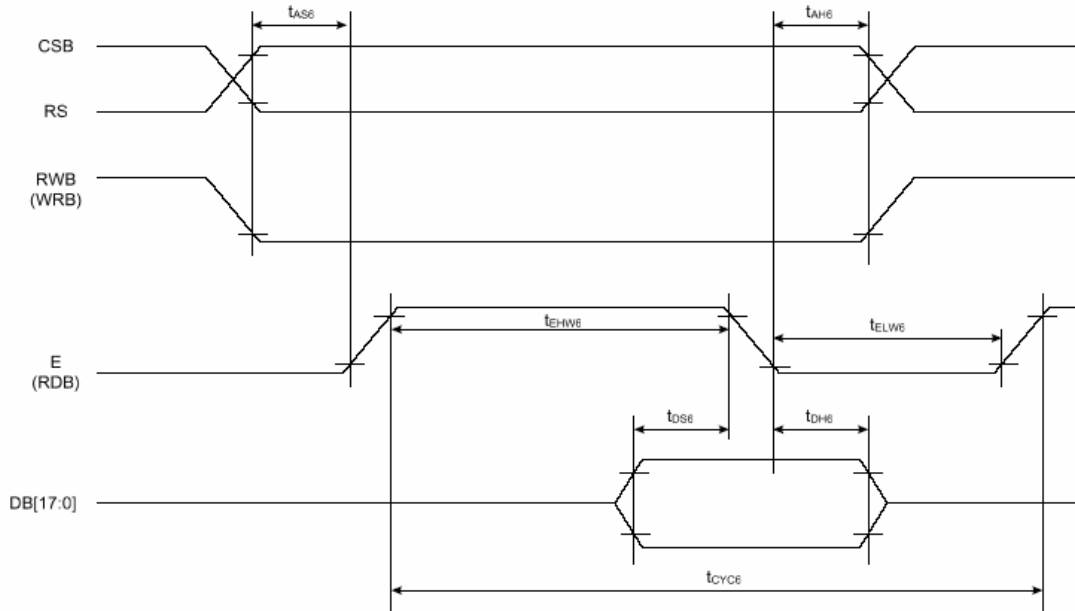 tAS6
tAH6
CSB
RS
RWB
(WRB)
tEHW6
tELW6
E
(RDB)
tDS6
tDH6
DB[17:0]
tCYC6